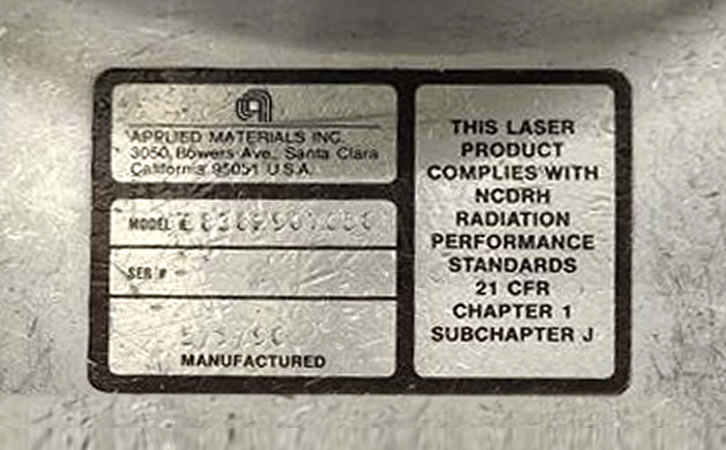 APPLIED MATERIALS INC.
3050, Bowers Ave., Santa Clara
California 95051 U.S.A.
MODEL #
SER #
MANUFACTURED
THIS LASER
PRODUCT
COMPLIES WITH
NCDRH
RADIATION
PERFORMANCE
STANDARDS
21 CFR
CHAPTER 1
SUBCHAPTER J